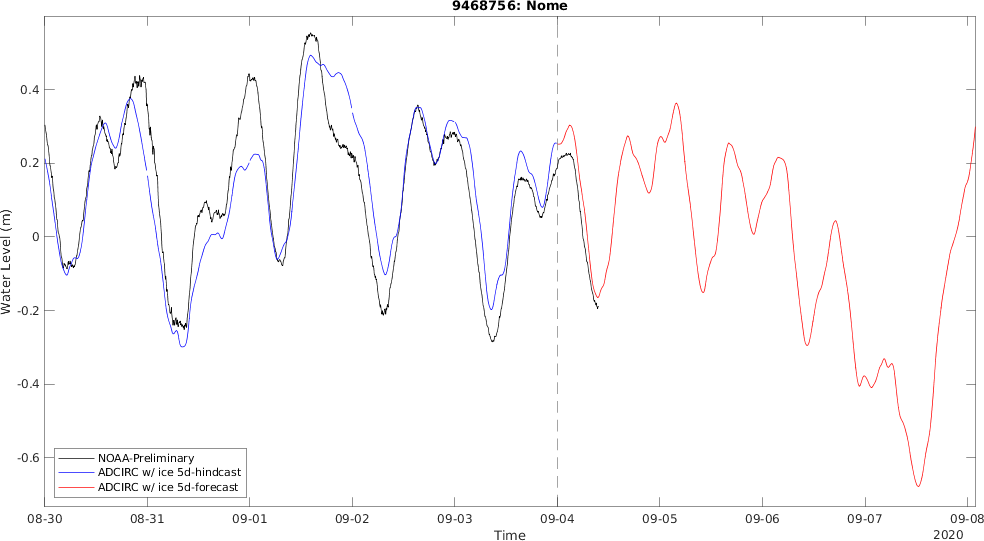 9468756: Nome
Water Level (m)
0.4
0.2
0
-0.2
-0.4
-0.6
NOAA-Preliminary
ADCIRC w/ ice 5d-hindcast
ADCIRC w/ ice 5d-forecast
08-30 08-31 09-01 09-02 09-03 09-04 09-05 09-06 09-07 09-08
Time
2020